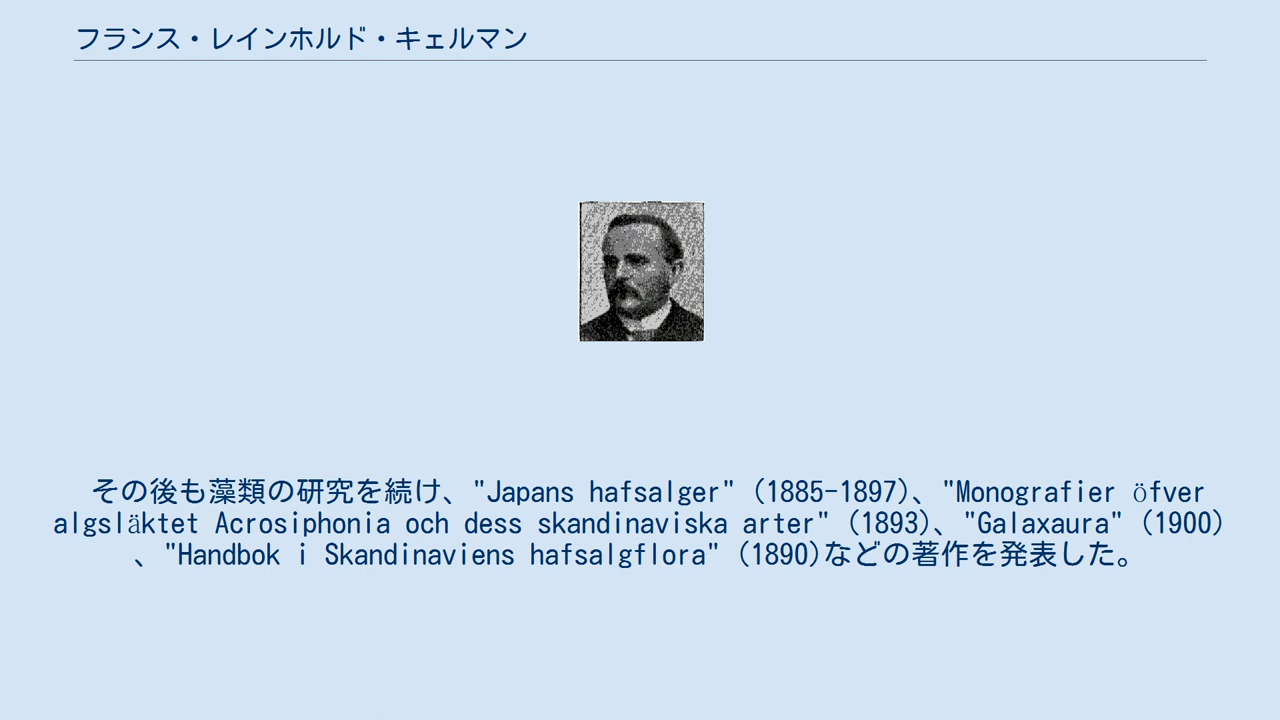 フランス・レインホルド・キェルマン
その後も藻類の研究を続け、"Japans hafsalger" (1885-1897)、"Monografier öfver
algsläktet Acrosiphonia och dess skandinaviska arter" (1893)、"Galaxaura" (1900)
、"Handbok i Skandinaviens hafsalgflora" (1890)などの著作を発表した。